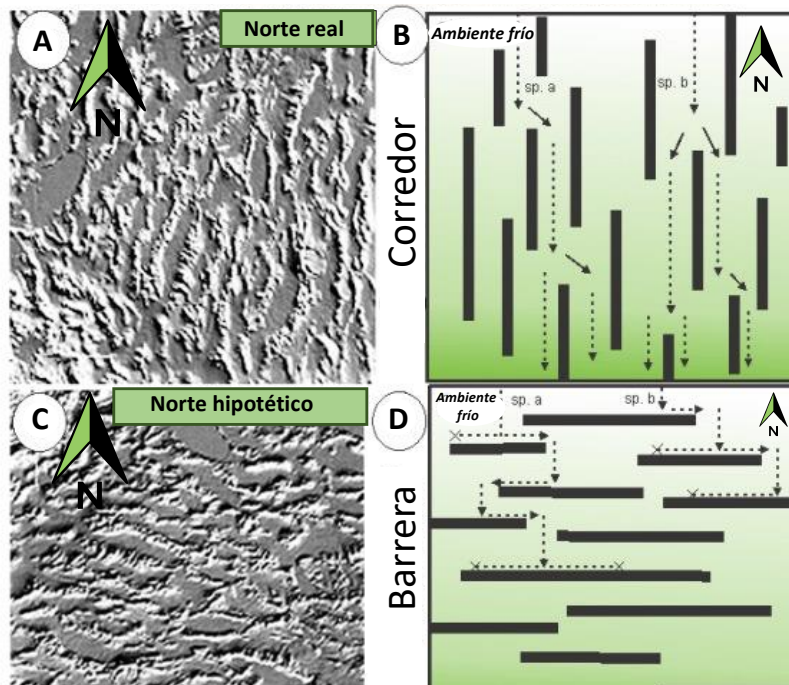 A
Norte real
N
B
Ambiente frío
N
sp. a
sp. b
Corredor
C
Norte hipotético
N
D
Ambiente
frío
sp. a
sp. b
N
Barrera